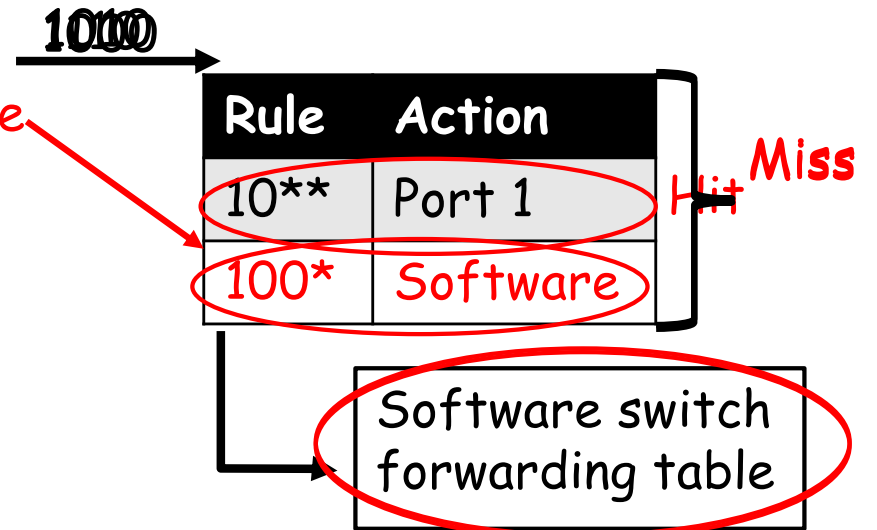 Rule Action
10** Port 1
Hit
Miss
100* Software
Software switch
forwarding table